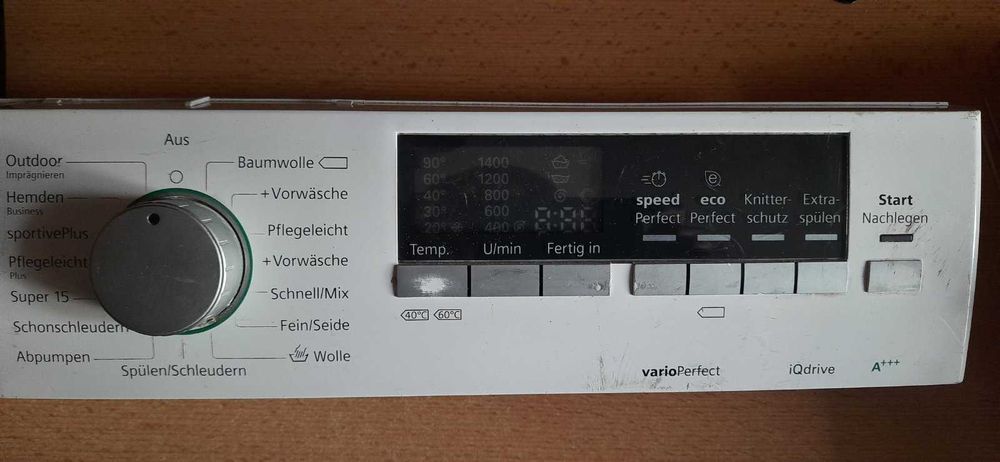 Aus
Outdoor
Imprägnieren
Hemden
Business
sportivePlus
Pflegeleicht
Plus
Super 15
Schonschleudern
Abpumpen
Spülen/Schleudern
Baumwolle
+Vorwäsche
Pflegeleicht
+Vorwäsche
Schnell/Mix
Fein/Seide
Wolle
90° 1400
60° 1200
40° 800
30° 600
20° 400
Temp. U/min Fertig in
speed
Perfect
eco
Perfect
Knitter-
schutz
Extra-
spülen
Start
Nachlegen
40°C 60°C
varioPerfect
iQdrive
A+++